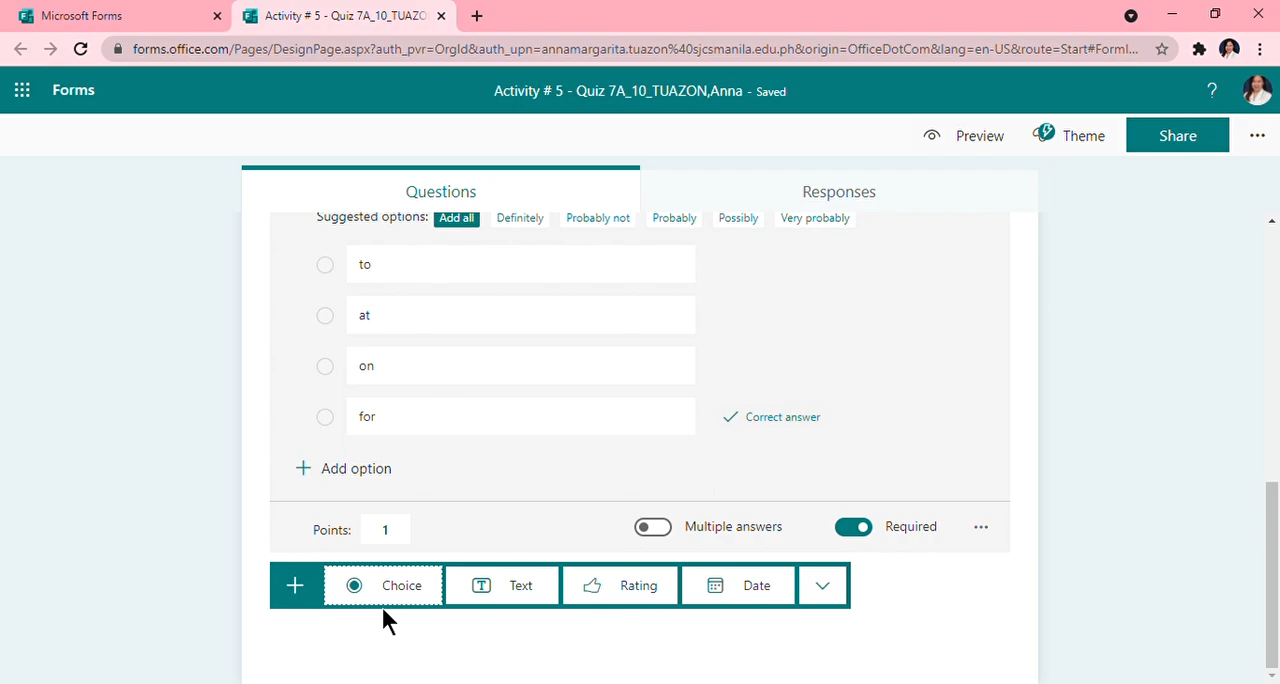 Microsoft Forms
Activity # 5 - Quiz 7A_10_TUAZO
forms.office.com/Pages/DesignPage.aspx?auth_pvr=OrgId&auth_upn=annamargarita.tuazon%40sjcsmanila.edu.ph&origin=OfficeDotCom&lang=en-US&route=Start#FormI...
Forms
Activity # 5 - Quiz 7A_10_TUAZON,Anna - Saved
?
Preview
Theme
Share
Questions
Responses
Suggested options: Add all Definitely Probably not Probably Possibly Very probably
to
at
on
for
Correct answer
Add option
Points: 1
Multiple answers
Required
Choice
Text
Rating
Date